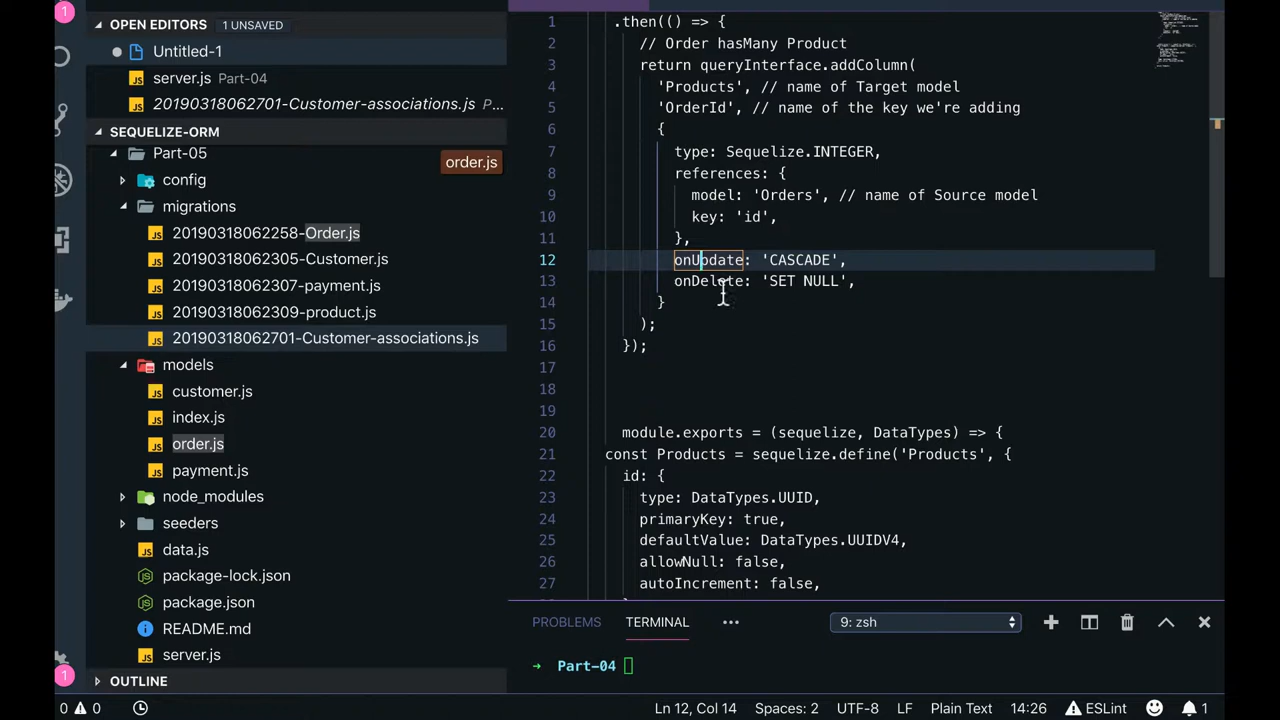 1
OPEN EDITORS 1 UNSAVED
Untitled-1
server.js Part-04
20190318062701-Customer-associations.js P...
SEQUELIZE-ORM
Part-05
order.js
config
migrations
20190318062258-Order.js
20190318062305-Customer.js
20190318062307-payment.js
20190318062309-product.js
20190318062701-Customer-associations.js
models
customer.js
index.js
order.js
payment.js
node_modules
seeders
data.js
package-lock.json
package.json
README.md
server.js
1
OUTLINE
1 .then(() => {
2 // Order hasMany Product
3 return queryInterface.addColumn(
4 'Products', // name of Target model
5 'OrderId', // name of the key we're adding
6 {
7 type: Sequelize.INTEGER,
8 references: {
9 model: 'Orders', // name of Source model
10 key: 'id',
11 },
12 onUpdate: 'CASCADE',
13 onDelete: 'SET NULL',
14 }
15 );
16 });
17
18
19
20 module.exports = (sequelize, DataTypes) => {
21 const Products = sequelize.define('Products', {
22 id: {
23 type: DataTypes.UUID,
24 primaryKey: true,
25 defaultValue: DataTypes.UUIDV4,
26 allowNull: false,
27 autoIncrement: false,
PROBLEMS TERMINAL ••• 9: zsh
→ Part-04
0 0 Ln 12, Col 14 Spaces: 2 UTF-8 LF Plain Text 14:26 ESLint 1